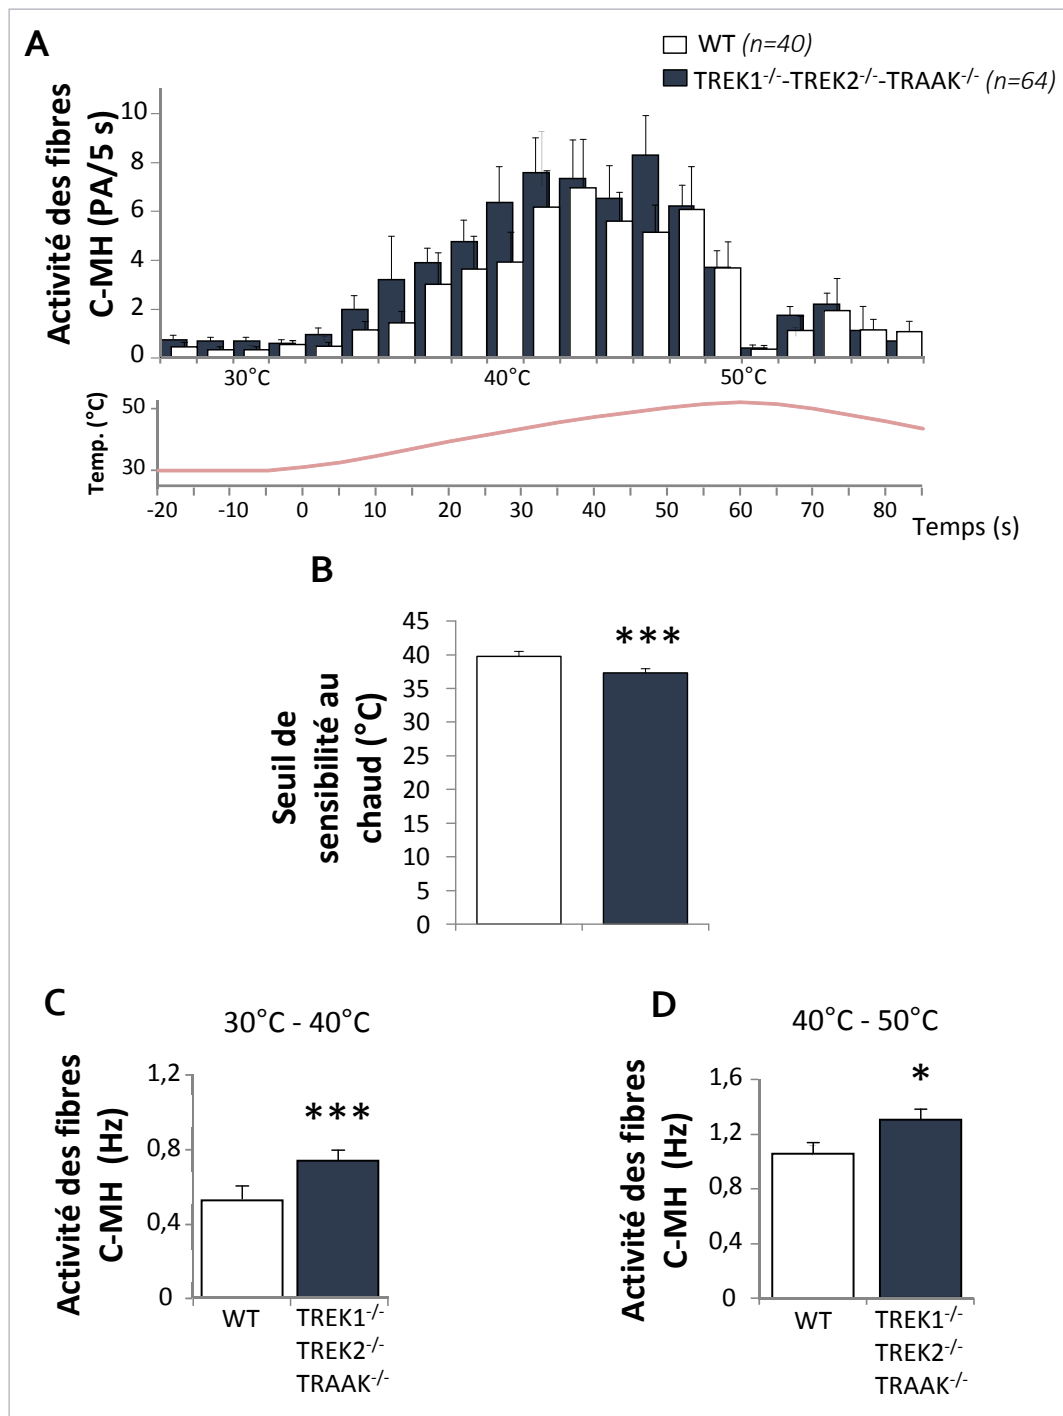 A
WT (n=40)
TREK1-/--TREK2-/--TRAAK-/- (n=64)
Activité des fibres
C-MH (PA/5 s)
10
8
6
4
2
0
30°C 40°C 50°C
Temp. (°C)
50
30
-20 -10 0 10 20 30 40 50 60 70 80
Temps (s)
B
Seuil de
sensibilité au
chaud (°C)
45
40
35
30
25
20
15
10
5
0
***
C
30°C - 40°C
Activité des fibres
C-MH (Hz)
1,2
0,8
0,4
0
***
WT
TREK1-/-
TREK2-/-
TRAAK-/-
D
40°C - 50°C
Activité des fibres
C-MH (Hz)
1,6
1,2
0,8
0,4
0
*
WT
TREK1-/-
TREK2-/-
TRAAK-/-